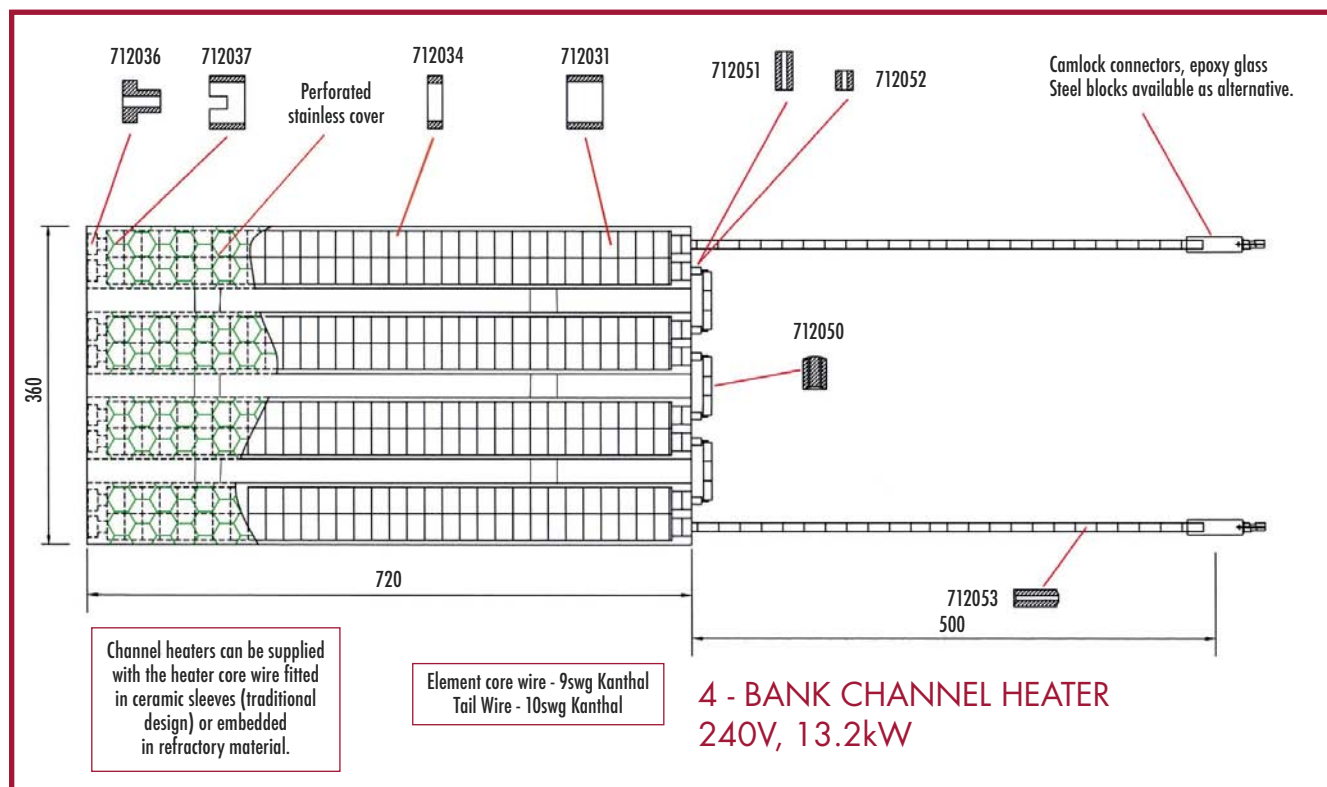 712036
712037
712034
712031
712051
712052
Perforated
stainless cover
Camlock connectors, epoxy glass
Steel blocks available as alternative.
712050
360
720
712053
500
Channel heaters can be supplied
with the heater core wire fitted
in ceramic sleeves (traditional
design) or embedded
in refractory material.
Element core wire - 9swg Kanthal
Tail Wire - 10swg Kanthal
4 - BANK CHANNEL HEATER
240V, 13.2kW